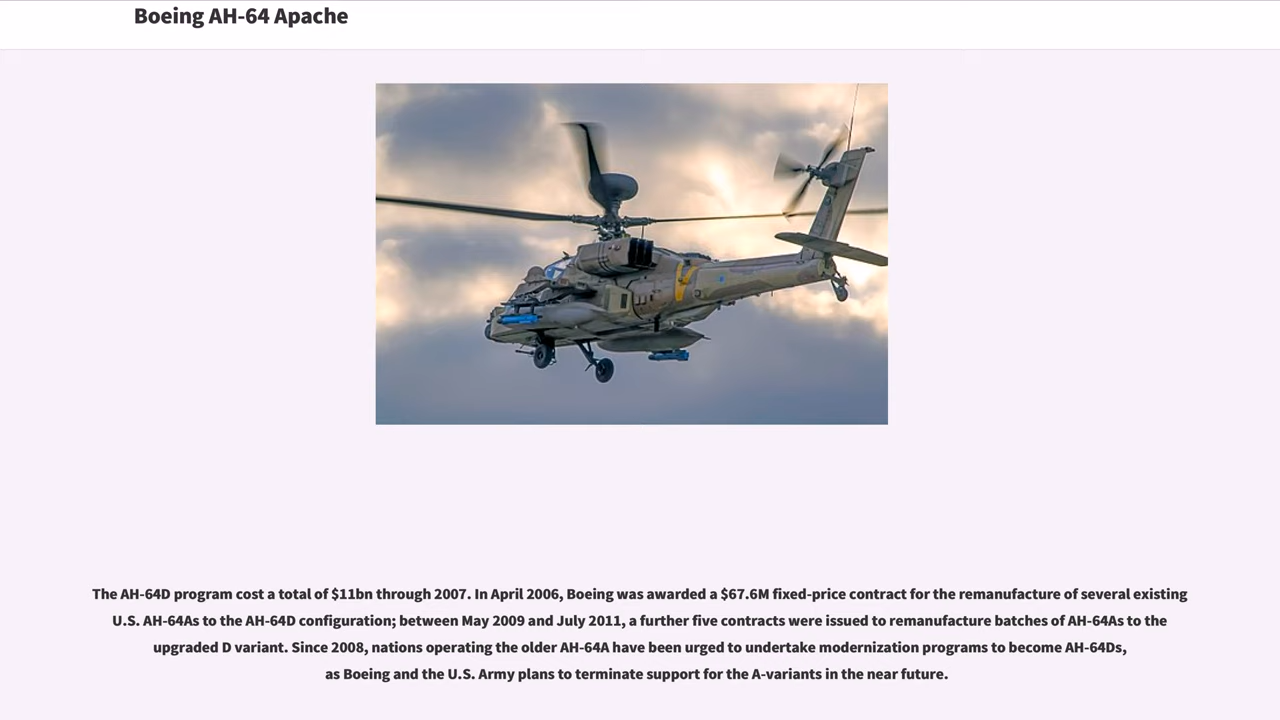 Boeing AH-64 Apache
The AH-64D program cost a total of $11bn through 2007. In April 2006, Boeing was awarded a $67.6M fixed-price contract for the remanufacture of several existing
U.S. AH-64As to the AH-64D configuration; between May 2009 and July 2011, a further five contracts were issued to remanufacture batches of AH-64As to the
upgraded D variant. Since 2008, nations operating the older AH-64A have been urged to undertake modernization programs to become AH-64Ds,
as Boeing and the U.S. Army plans to terminate support for the A-variants in the near future.